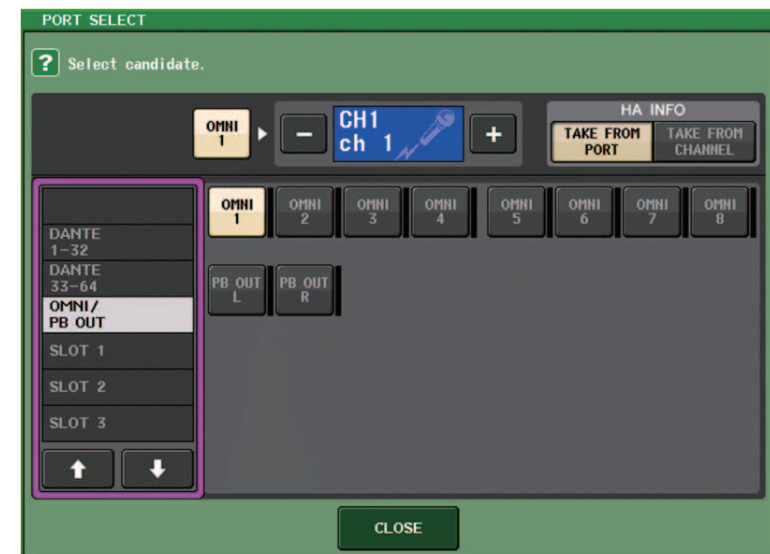 PORT SELECT
? Select candidate.
OMNI
1
−
CH1
ch 1
+
HA INFO
TAKE FROM
PORT
TAKE FROM
CHANNEL
DANTE
1-32
DANTE
33-64
OMNI/
PB OUT
SLOT 1
SLOT 2
SLOT 3
OMNI
1
OMNI
2
OMNI
3
OMNI
4
OMNI
5
OMNI
6
OMNI
7
OMNI
8
PB OUT
L
PB OUT
R
CLOSE